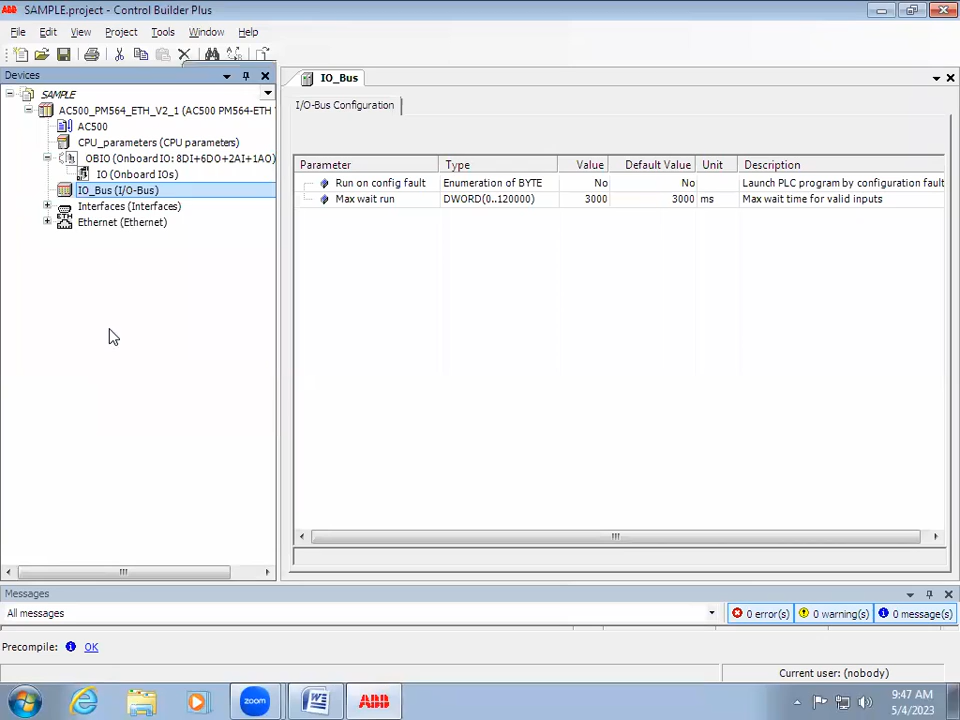 ABB SAMPLE.project - Control Builder Plus
File Edit View Project Tools Window Help
Devices
IO_Bus
SAMPLE
I/O-Bus Configuration
AC500_PM564_ETH_V2_1 (AC500 PM564-ETH
AC500
CPU_parameters (CPU parameters)
OBIO (Onboard IO: 8DI+6DO+2AI+1AO)
IO (Onboard IOs)
IO_Bus (I/O-Bus)
Interfaces (Interfaces)
ETH
Ethernet (Ethernet)
Parameter Type Value Default Value Unit Description
Run on config fault Enumeration of BYTE No No Launch PLC program by configuration fault
Max wait run DWORD(0..120000) 3000 3000 ms Max wait time for valid inputs
Messages
All messages 0 error(s) 0 warning(s) 0 message(s)
Precompile: OK
Current user: (nobody)
zoom W ABB
9:47 AM
5/4/2023